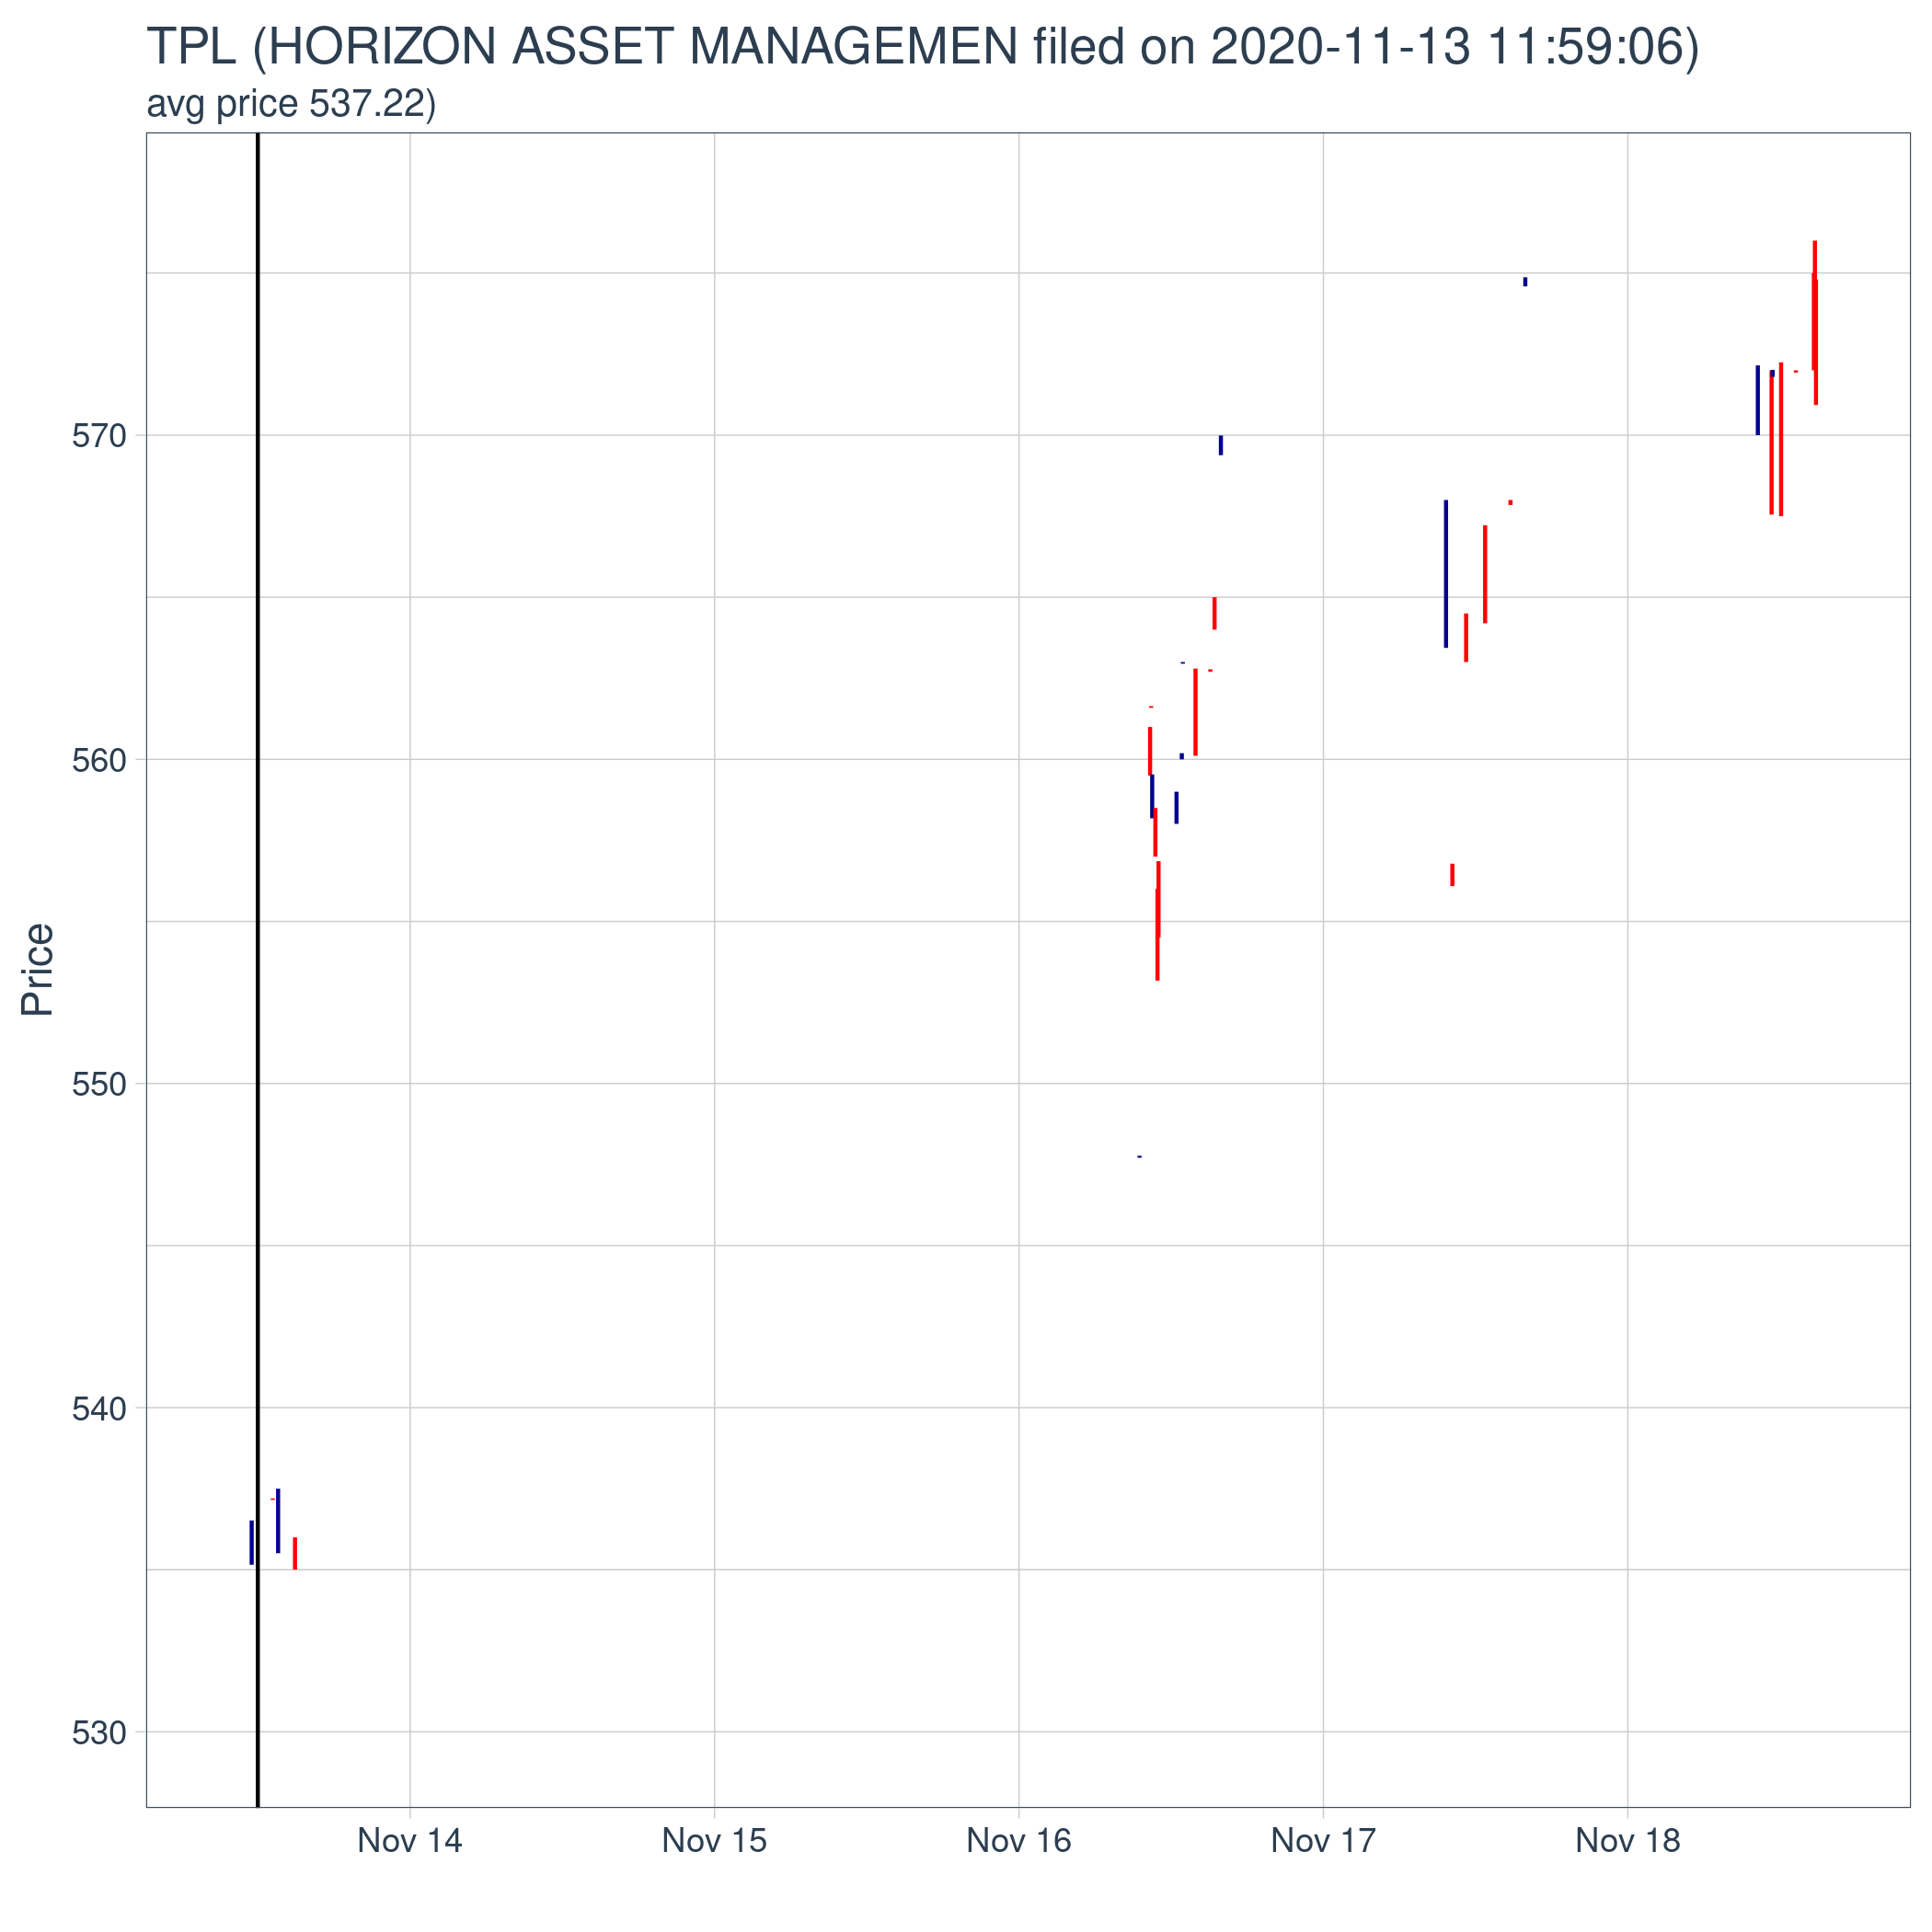 TPL (HORIZON ASSET MANAGEMEN filed on 2020-11-13 11:59:06)
avg price 537.22)
570
560
Price
550
540
530
Nov 14 Nov 15 Nov 16 Nov 17 Nov 18